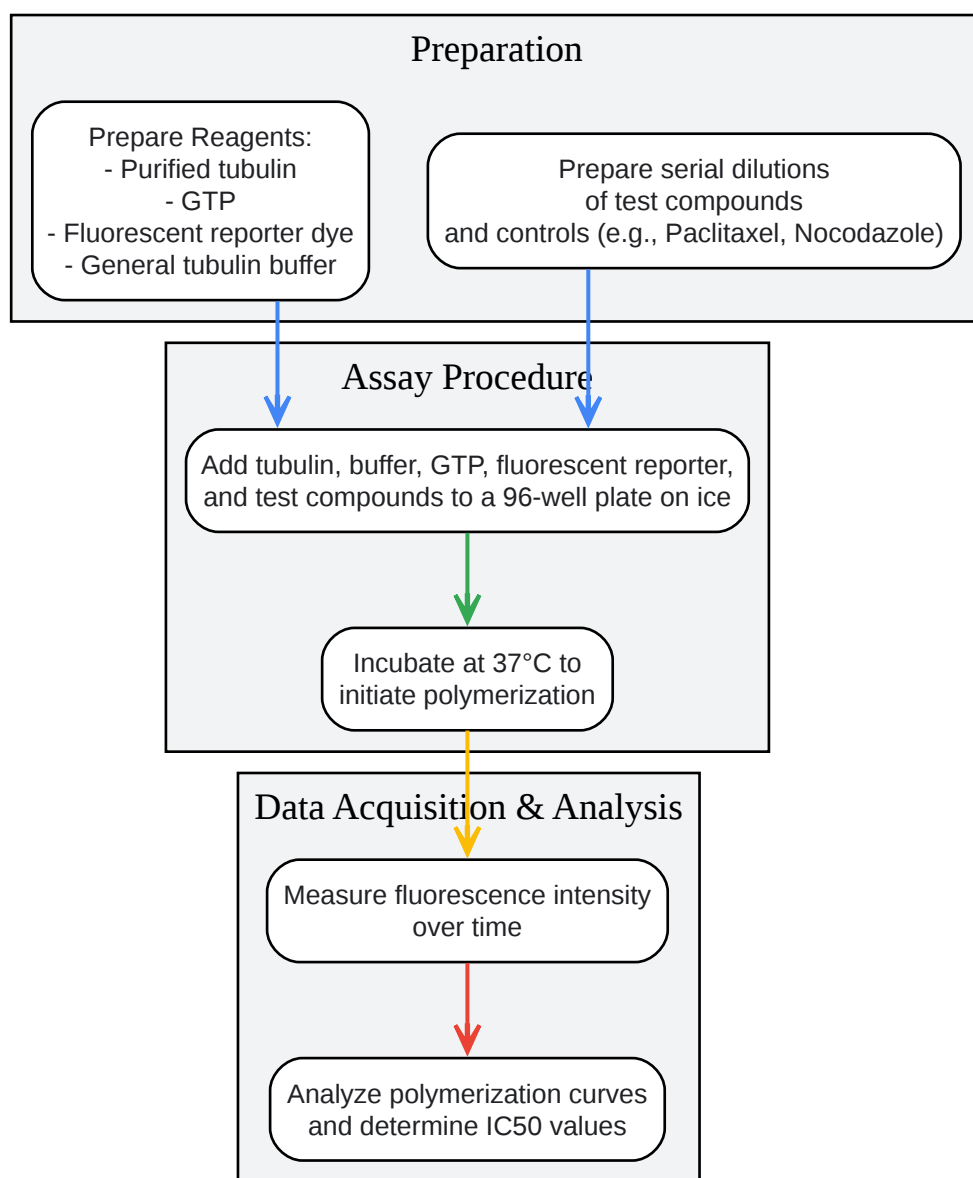 Preparation
Prepare Reagents:
- Purified tubulin
- GTP
- Fluorescent reporter dye
- General tubulin buffer
Prepare serial dilutions
of test compounds
and controls (e.g., Paclitaxel, Nocodazole)
Assay Procedure
Add tubulin, buffer, GTP, fluorescent reporter,
and test compounds to a 96-well plate on ice
Incubate at 37°C to
initiate polymerization
Data Acquisition & Analysis
Measure fluorescence intensity
over time
Analyze polymerization curves
and determine IC50 values